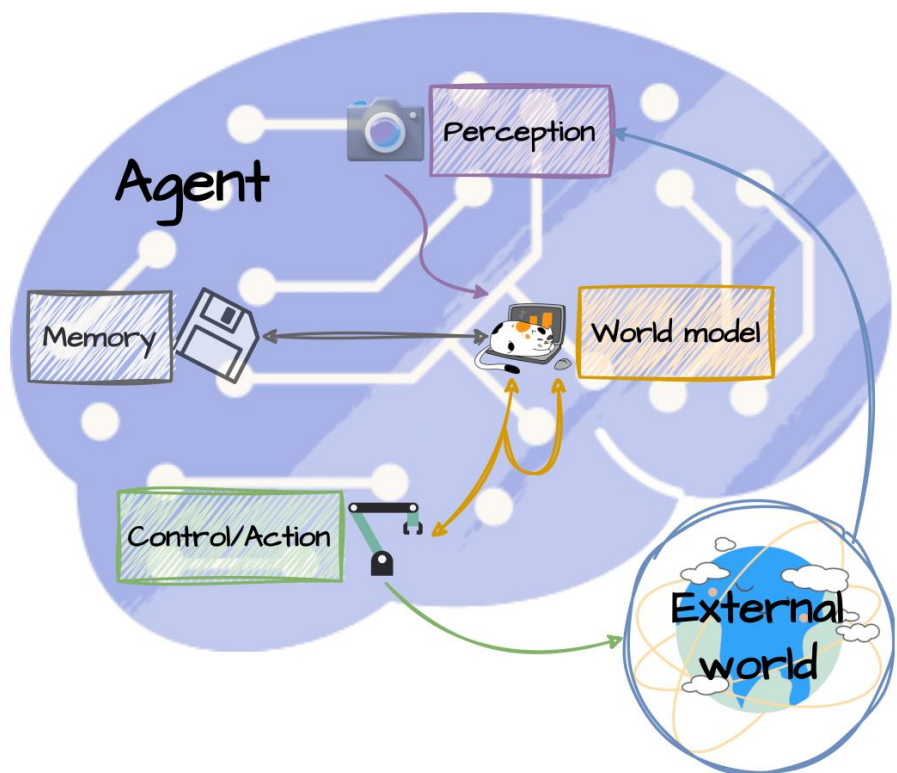 Perception
Agent
Memory
World model
Control/Action
External
world